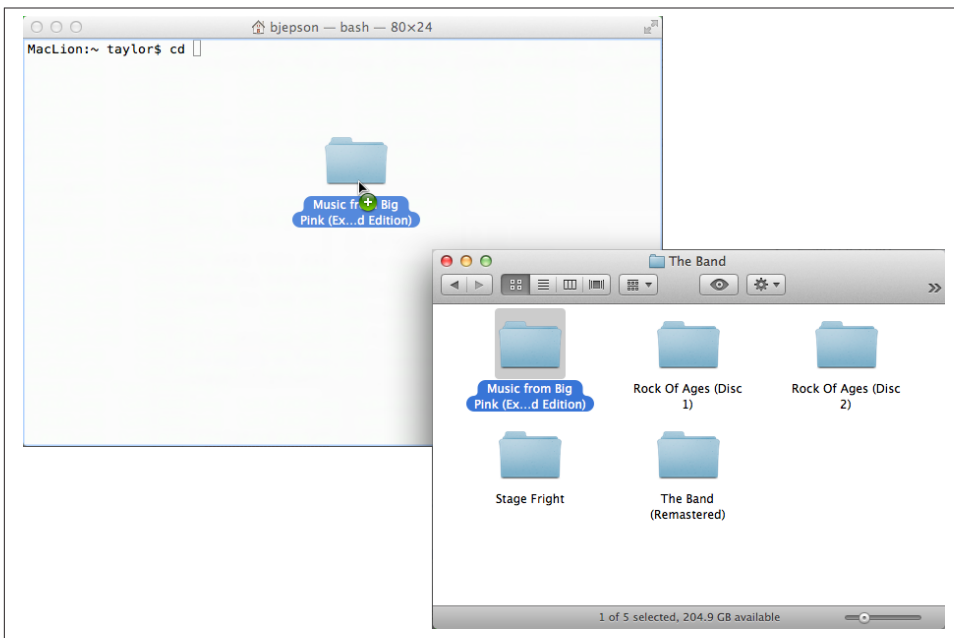 bjepson — bash — 80×24
MacLion:~ taylor$ cd
Music from Big
Pink (Ex...d Edition)
The Band
Music from Big
Pink (Ex...d Edition)
Rock Of Ages (Disc
1)
Rock Of Ages (Disc
2)
Stage Fright
The Band
(Remastered)
1 of 5 selected, 204.9 GB available